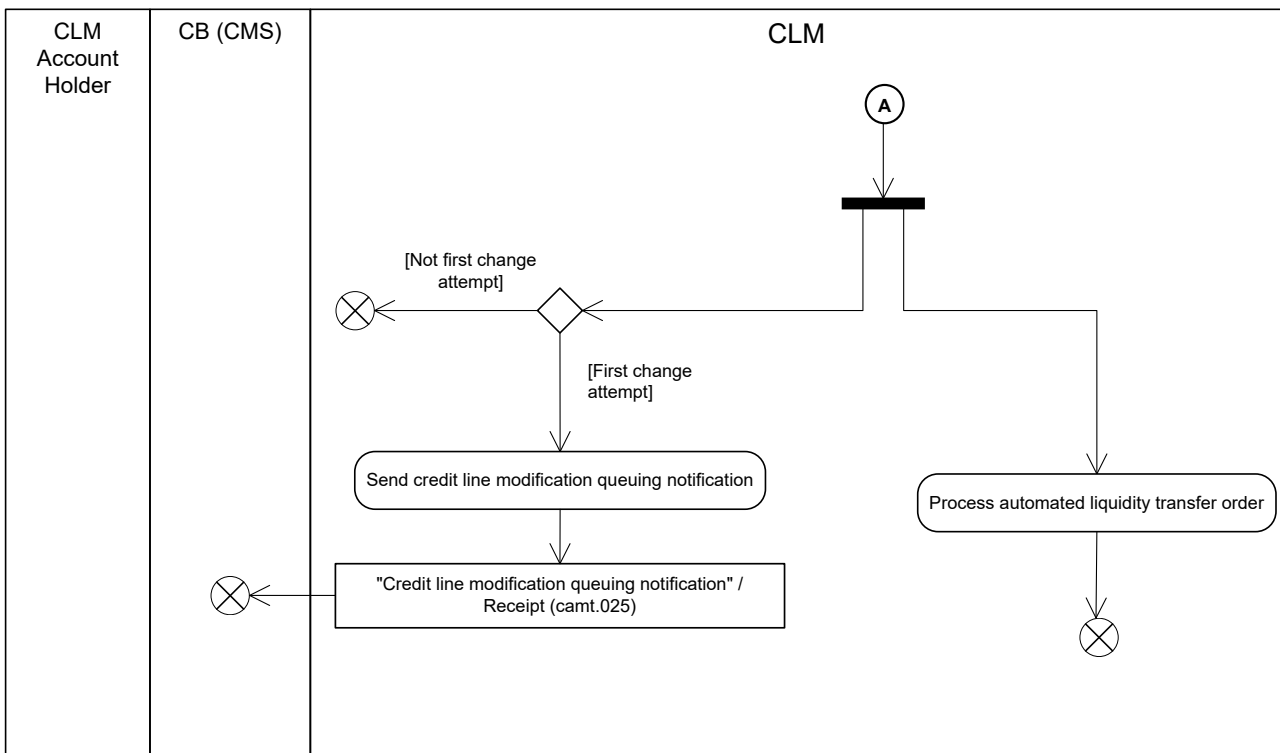 CLM
Account
Holder
CB (CMS)
CLM
A
[Not first change
attempt]
[First change
attempt]
Send credit line modification queuing notification
Process automated liquidity transfer order
"Credit line modification queuing notification" /
Receipt (camt.025)